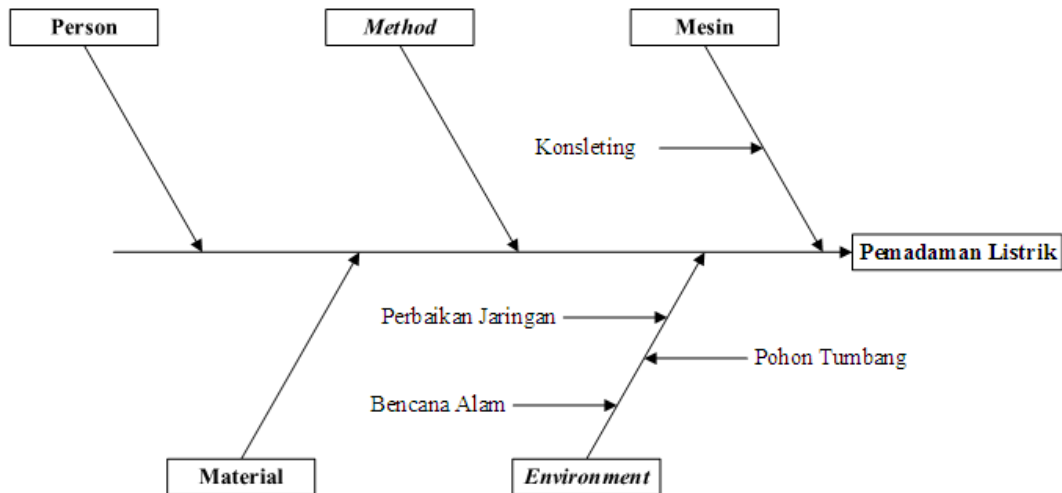 Person
Method
Mesin
Konsleting
Pemadaman Listrik
Perbaikan Jaringan
Pohon Tumbang
Bencana Alam
Material
Environment